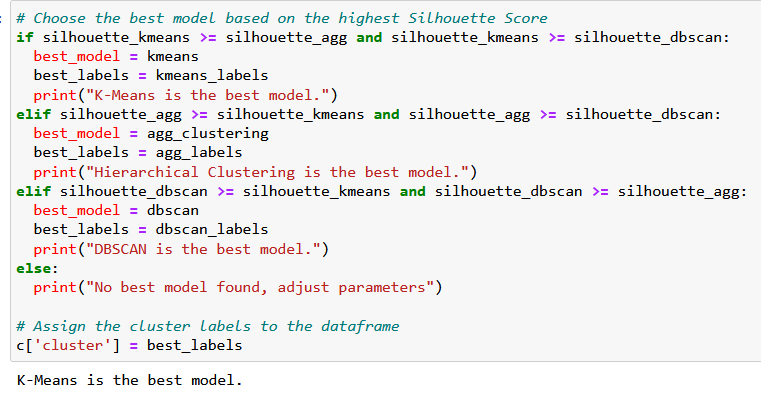 # Choose the best model based on the highest Silhouette Score
if silhouette_kmeans >= silhouette_agg and silhouette_kmeans >= silhouette_dbscan:
  best_model = kmeans
  best_labels = kmeans_labels
  print("K-Means is the best model.")
elif silhouette_agg >= silhouette_kmeans and silhouette_agg >= silhouette_dbscan:
  best_model = agg_clustering
  best_labels = agg_labels
  print("Hierarchical Clustering is the best model.")
elif silhouette_dbscan >= silhouette_kmeans and silhouette_dbscan >= silhouette_agg:
  best_model = dbscan
  best_labels = dbscan_labels
  print("DBSCAN is the best model.")
else:
  print("No best model found, adjust parameters")

# Assign the cluster labels to the dataframe
c['cluster'] = best_labels
K-Means is the best model.